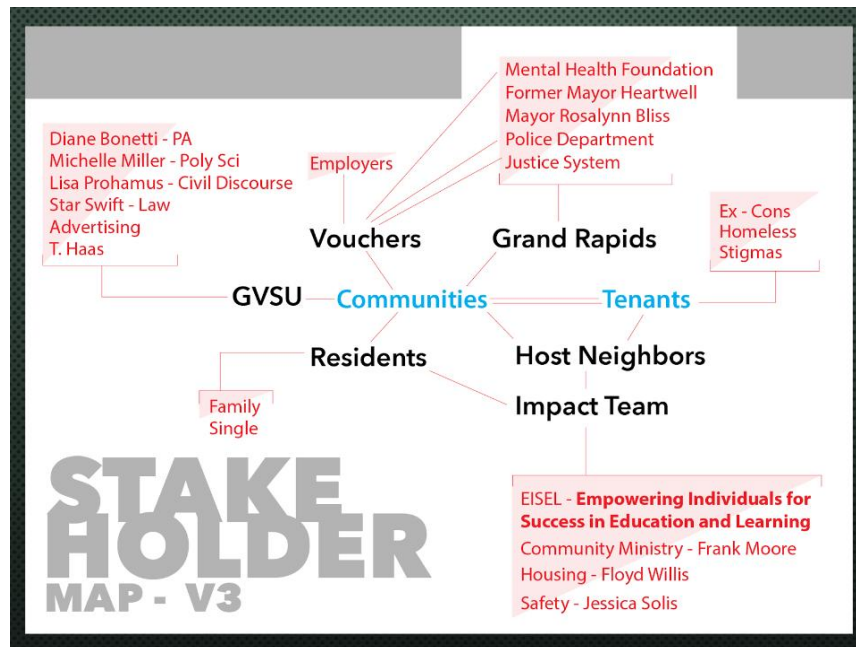 Mental Health Foundation
Former Mayor Heartwell
Mayor Rosalynn Bliss
Police Department
Justice System
Diane Bonetti - PA
Michelle Miller - Poly Sci
Lisa Prohamus - Civil Discourse
Star Swift - Law
Advertising
T. Haas
Employers
Ex - Cons
Homeless
Stigmas
Vouchers
Grand Rapids
GVSU
Communities
Tenants
Residents
Host Neighbors
Impact Team
Family
Single
STAKE
HOLDER
MAP - V3
EISEL - Empowering Individuals for
Success in Education and Learning
Community Ministry - Frank Moore
Housing - Floyd Willis
Safety - Jessica Solis